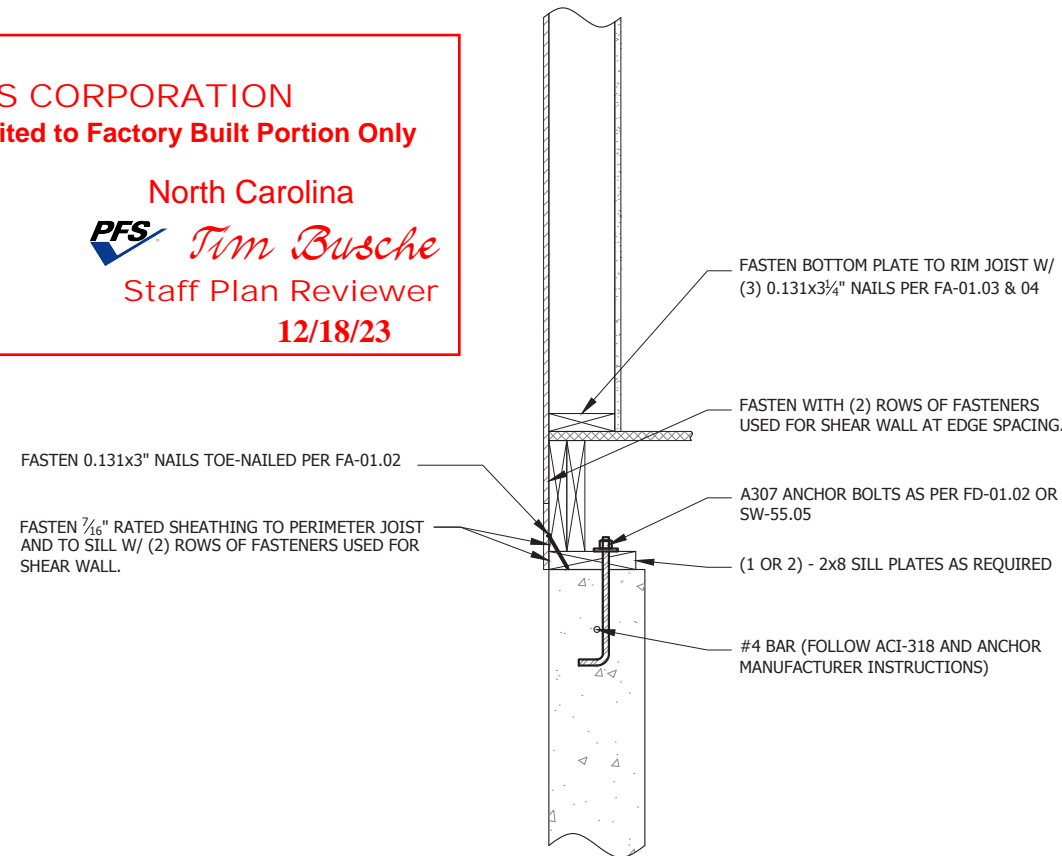 S CORPORATION
ited to Factory Built Portion Only
North Carolina
PFS
Tim Busche
Staff Plan Reviewer
12/18/23
FASTEN BOTTOM PLATE TO RIM JOIST W/
(3) 0.131x3¼" NAILS PER FA-01.03 & 04
FASTEN WITH (2) ROWS OF FASTENERS
USED FOR SHEAR WALL AT EDGE SPACING.
FASTEN 0.131x3" NAILS TOE-NAILED PER FA-01.02
A307 ANCHOR BOLTS AS PER FD-01.02 OR
SW-55.05
FASTEN 7⁄16" RATED SHEATHING TO PERIMETER JOIST
AND TO SILL W/ (2) ROWS OF FASTENERS USED FOR
SHEAR WALL.
(1 OR 2) - 2x8 SILL PLATES AS REQUIRED
#4 BAR (FOLLOW ACI-318 AND ANCHOR
MANUFACTURER INSTRUCTIONS)